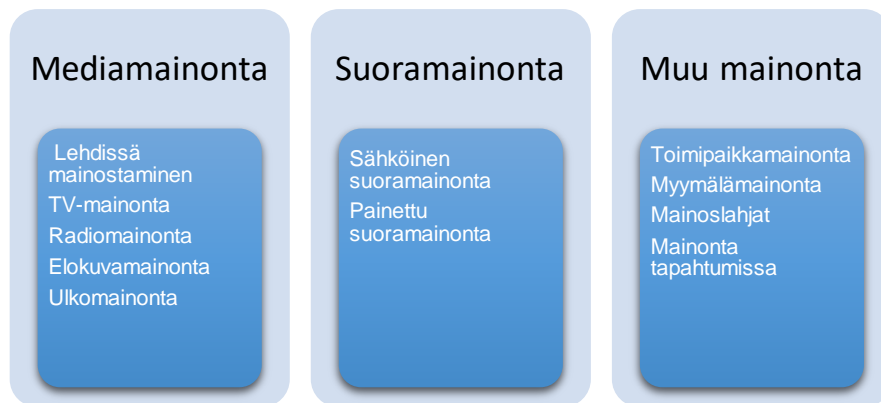 Mediamainonta
Lehdissä
mainostaminen
TV-mainonta
Radiomainonta
Elokuvamainonta
Ulkomainonta
Suoramainonta
Sähköinen
suoramainonta
Painettu
suoramainonta
Muu mainonta
Toimipaikkamainonta
Myymälämainonta
Mainoslahjat
Mainonta
tapahtumissa